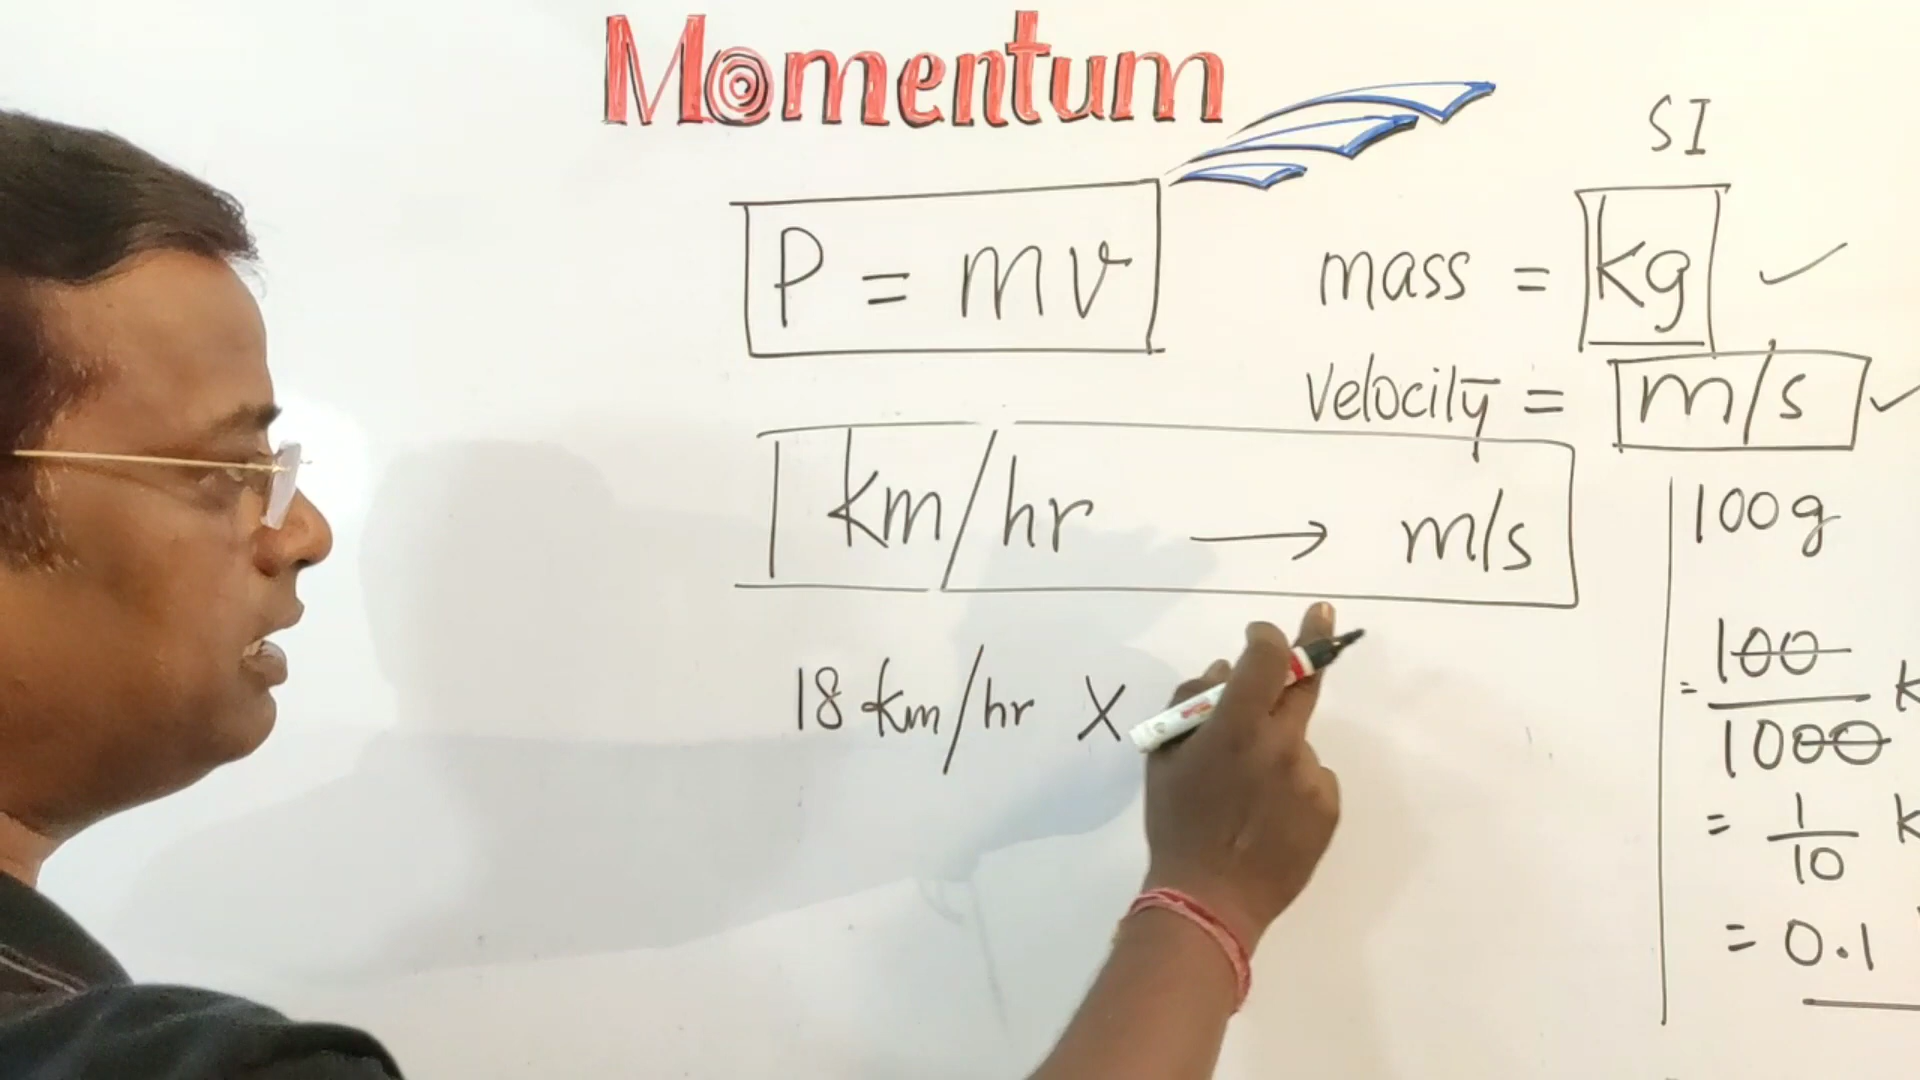 Momentum
SI
P = mv
mass = kg ✓
velocity = m/s ✓
1 km/hr → m/s
18 km/hr ×
100g
= 100/1000 k
= 1/10 k
= 0.1